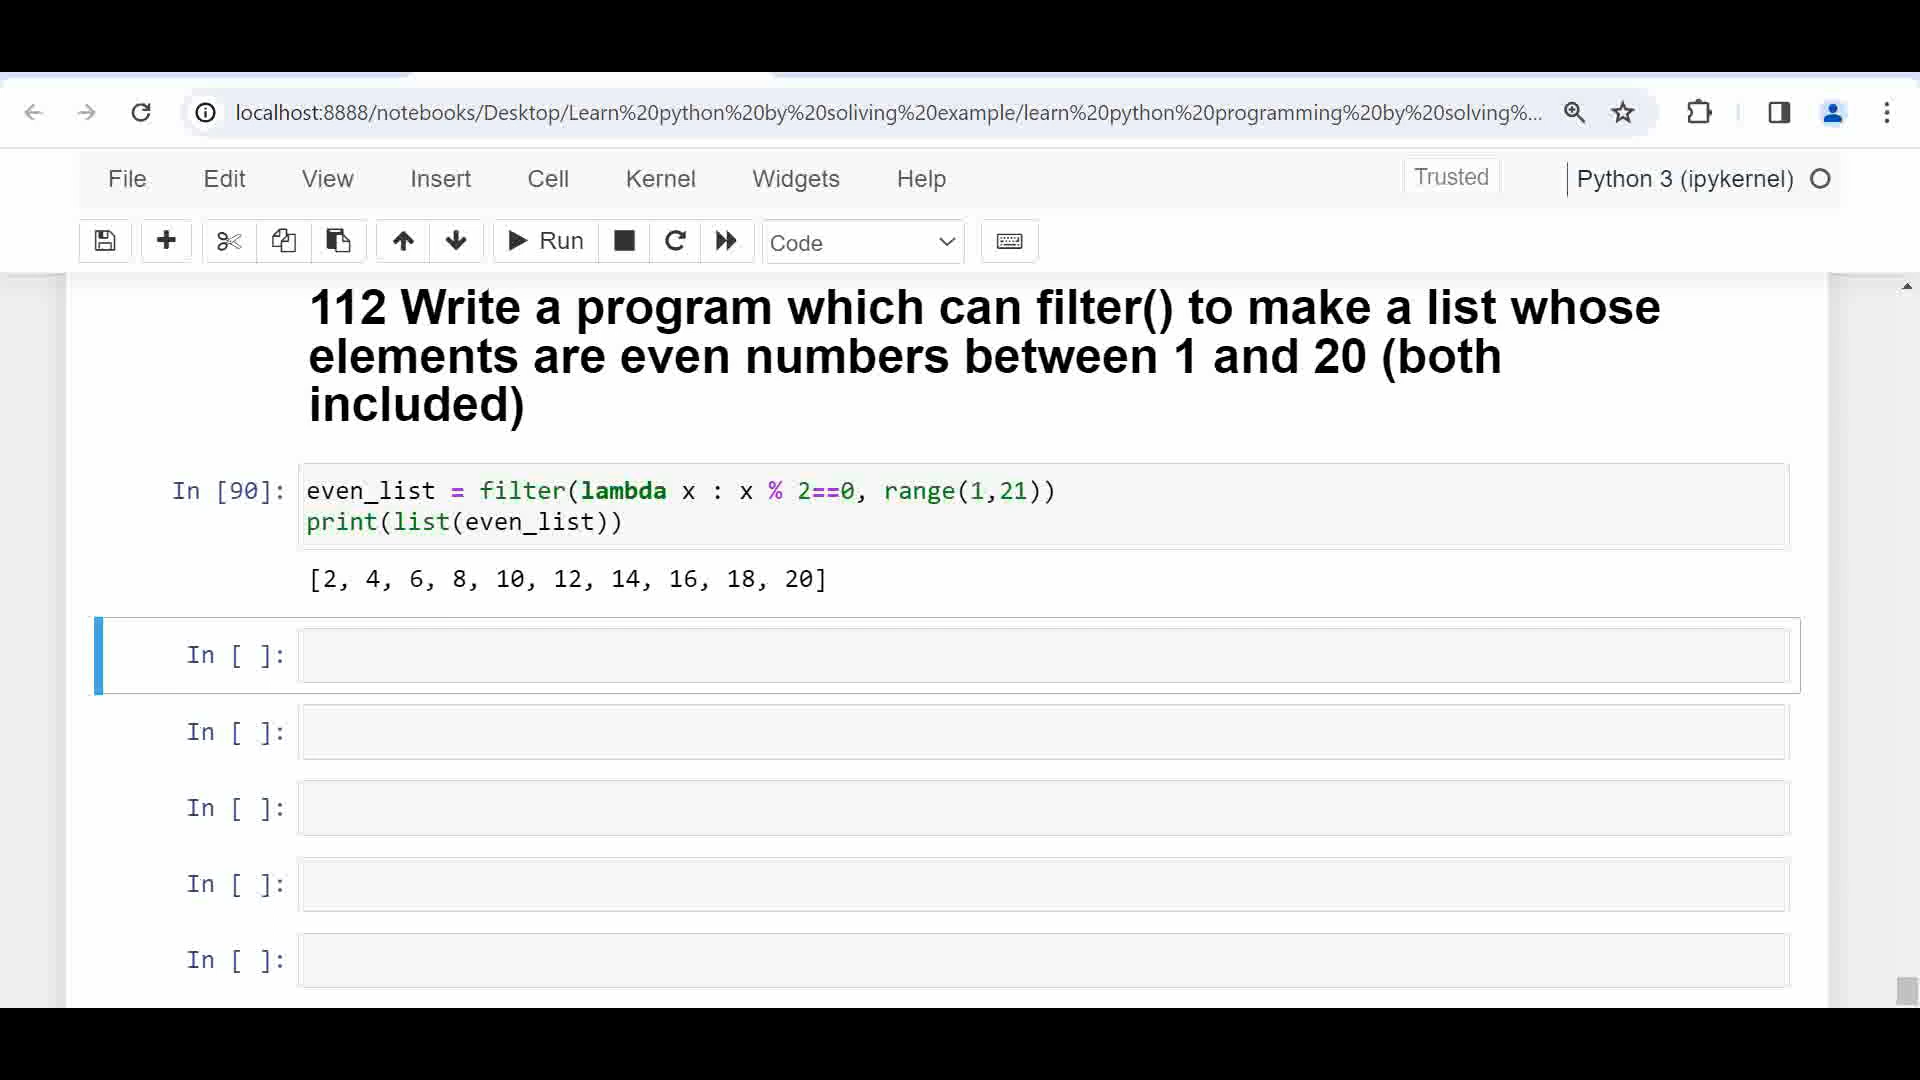 localhost:8888/notebooks/Desktop/Learn%20python%20by%20soliving%20example/learn%20python%20programming%20by%20solving%...
File Edit View Insert Cell Kernel Widgets Help Trusted Python 3 (ipykernel)
Run Code
112 Write a program which can filter() to make a list whose
elements are even numbers between 1 and 20 (both
included)
In [90]: even_list = filter(lambda x : x % 2==0, range(1,21))
print(list(even_list))
[2, 4, 6, 8, 10, 12, 14, 16, 18, 20]
In [ ]:
In [ ]:
In [ ]:
In [ ]:
In [ ]: